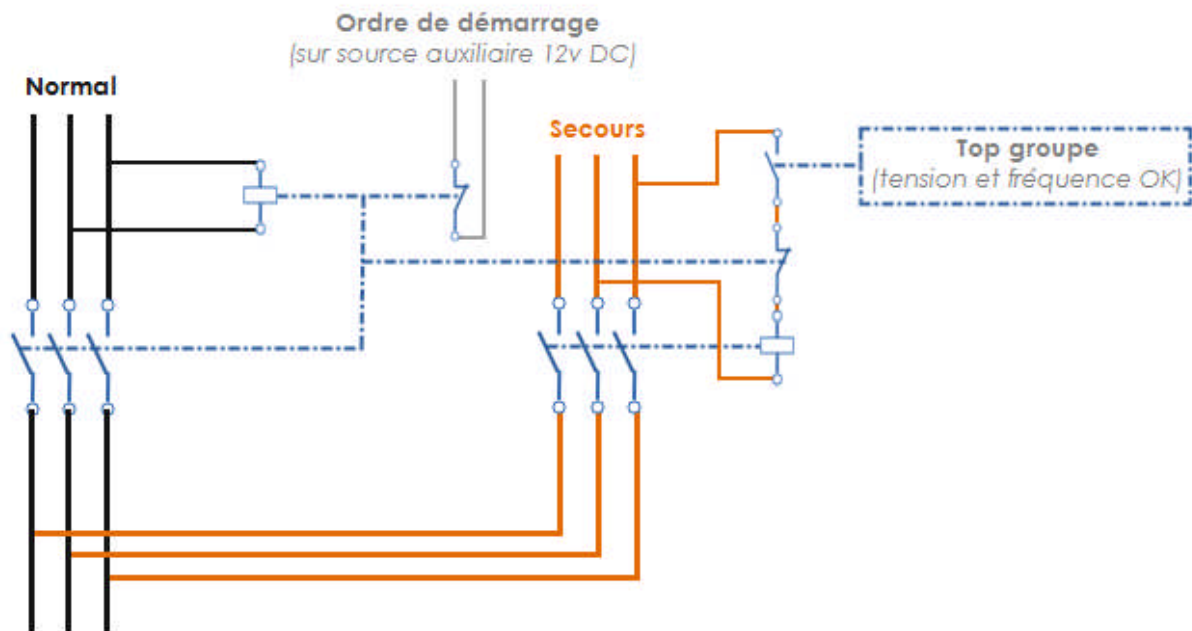 Ordre de démarrage
(sur source auxiliaire 12v DC)
Normal
Secours
Top groupe
(tension et fréquence OK)